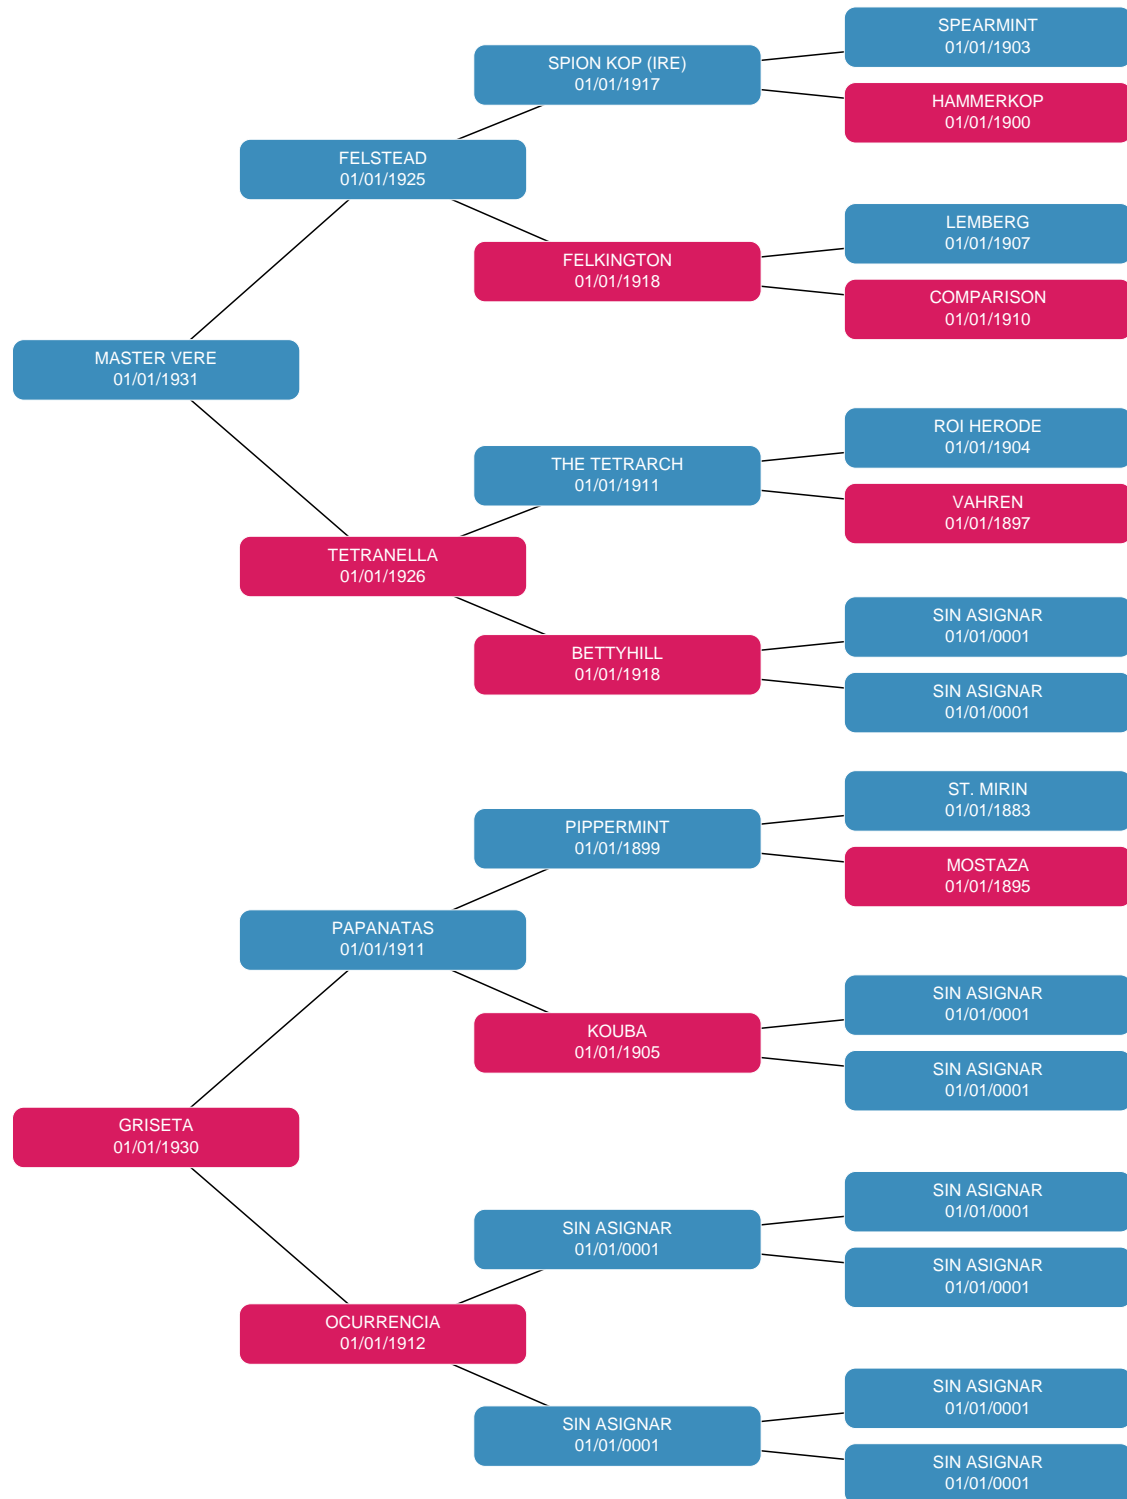 SPEARMINT
01/01/1903
SPION KOP (IRE)
01/01/1917
HAMMERKOP
01/01/1900
FELSTEAD
01/01/1925
LEMBERG
01/01/1907
FELKINGTON
01/01/1918
COMPARISON
01/01/1910
MASTER VERE
01/01/1931
ROI HERODE
01/01/1904
THE TETRARCH
01/01/1911
VAHREN
01/01/1897
TETRANELLA
01/01/1926
SIN ASIGNAR
01/01/0001
BETTYHILL
01/01/1918
SIN ASIGNAR
01/01/0001
ST. MIRIN
01/01/1883
PIPPERMINT
01/01/1899
MOSTAZA
01/01/1895
PAPANATAS
01/01/1911
SIN ASIGNAR
01/01/0001
KOUBA
01/01/1905
SIN ASIGNAR
01/01/0001
GRISETA
01/01/1930
SIN ASIGNAR
01/01/0001
SIN ASIGNAR
01/01/0001
SIN ASIGNAR
01/01/0001
OCURRENCIA
01/01/1912
SIN ASIGNAR
01/01/0001
SIN ASIGNAR
01/01/0001
SIN ASIGNAR
01/01/0001